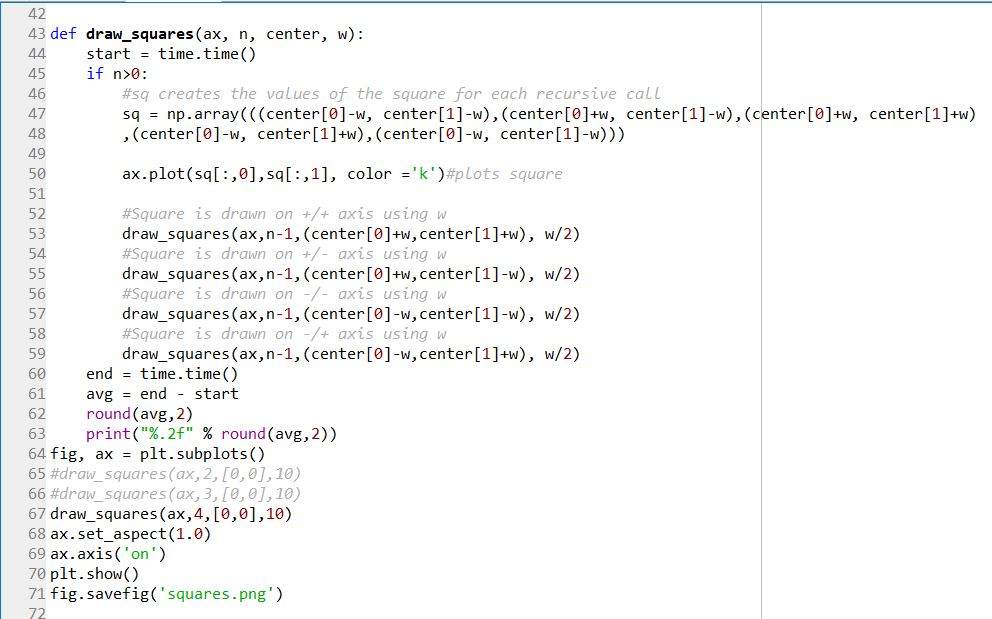 42
43 def draw_squares(ax, n, center, w):
44     start = time.time()
45     if n>0:
46         #sq creates the values of the square for each recursive call
47         sq = np.array(((center[0]-w, center[1]-w),(center[0]+w, center[1]-w),(center[0]+w, center[1]+w)
48         ,(center[0]-w, center[1]+w),(center[0]-w, center[1]-w)))
49
50         ax.plot(sq[:,0],sq[:,1], color ='k')#plots square
51
52         #Square is drawn on +/+ axis using w
53         draw_squares(ax,n-1,(center[0]+w,center[1]+w), w/2)
54         #Square is drawn on +/- axis using w
55         draw_squares(ax,n-1,(center[0]+w,center[1]-w), w/2)
56         #Square is drawn on -/- axis using w
57         draw_squares(ax,n-1,(center[0]-w,center[1]-w), w/2)
58         #Square is drawn on -/+ axis using w
59         draw_squares(ax,n-1,(center[0]-w,center[1]+w), w/2)
60     end = time.time()
61     avg = end - start
62     round(avg,2)
63     print("%.2f" % round(avg,2))
64 fig, ax = plt.subplots()
65 #draw_squares(ax,2,[0,0],10)
66 #draw_squares(ax,3,[0,0],10)
67 draw_squares(ax,4,[0,0],10)
68 ax.set_aspect(1.0)
69 ax.axis('on')
70 plt.show()
71 fig.savefig('squares.png')
72